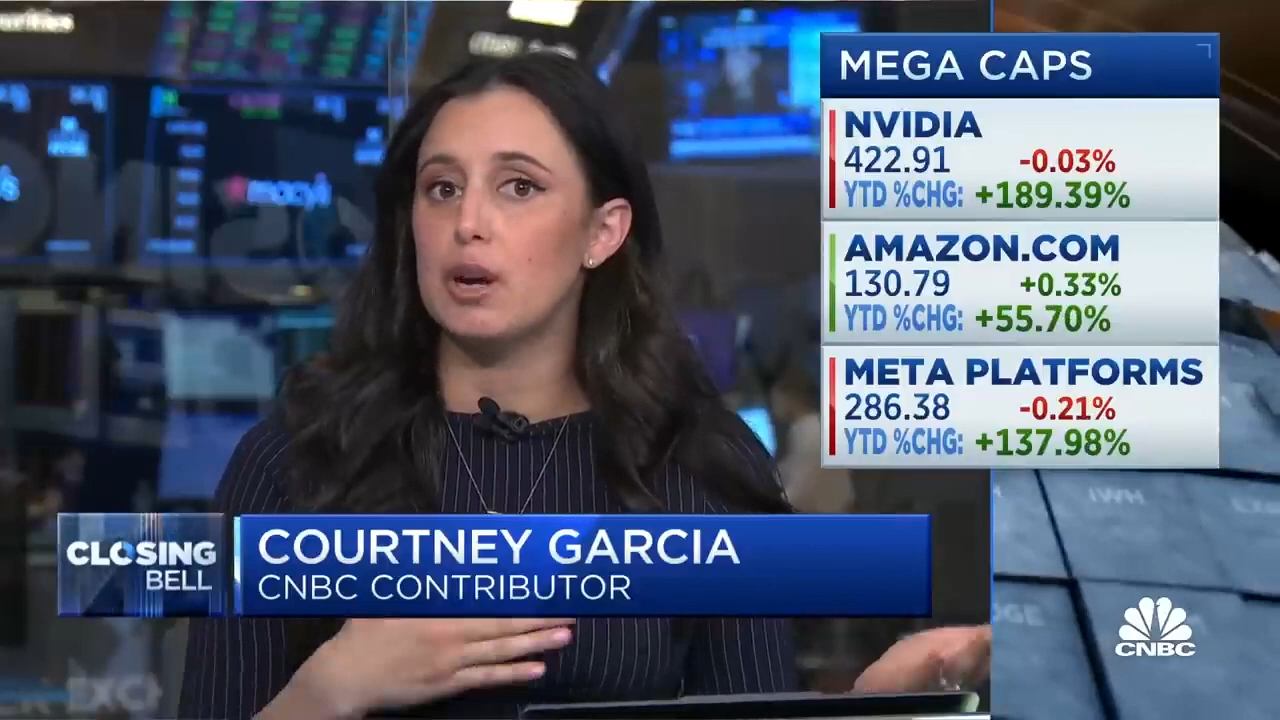 MEGA CAPS
NVIDIA
422.91 -0.03%
YTD %CHG: +189.39%
AMAZON.COM
130.79 +0.33%
YTD %CHG: +55.70%
META PLATFORMS
286.38 -0.21%
YTD %CHG: +137.98%
macy's
CLOSING
BELL
COURTNEY GARCIA
CNBC CONTRIBUTOR
CNBC